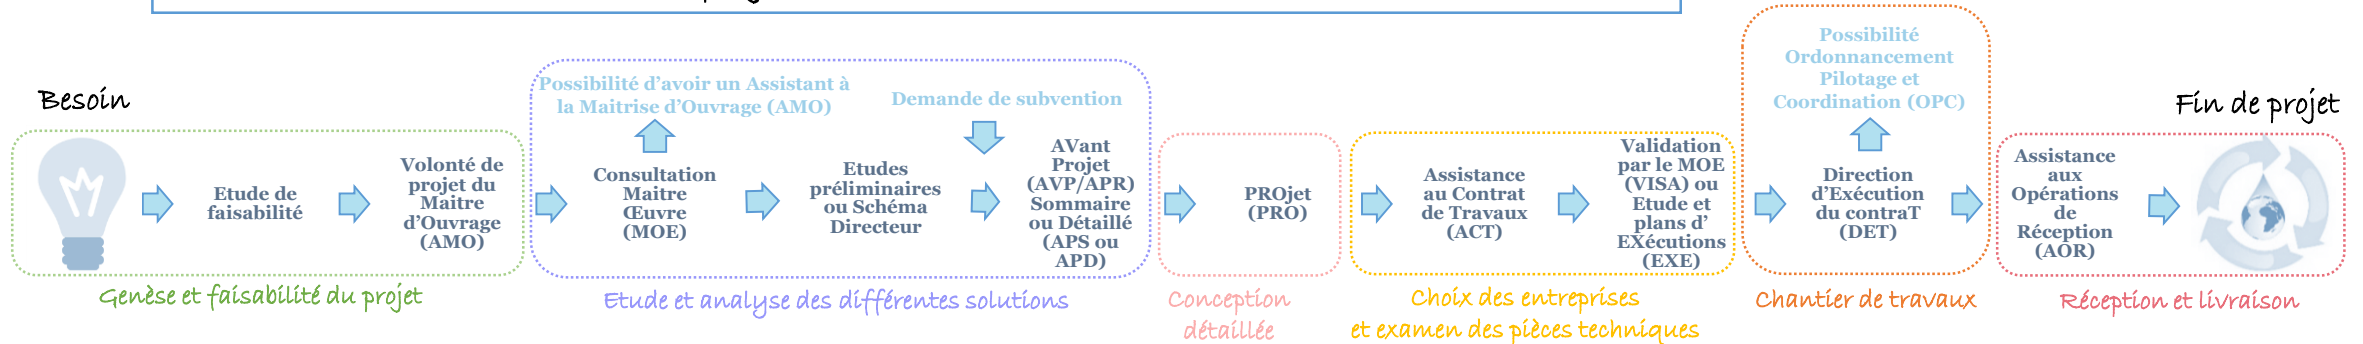 Besoin
Etude de
faisabilité
Volonté de
projet du
Maitre
d'Ouvrage
(AMO)
Genèse et faisabilité du projet
Possibilité d'avoir un Assistant à
la Maitrise d'Ouvrage (AMO)
Demande de subvention
Consultation
Maitre
Œuvre
(MOE)
Etudes
préliminaires
ou Schéma
Directeur
AVant
Projet
(AVP/APR)
Sommaire
ou Détaillé
(APS ou
APD)
Etude et analyse des différentes solutions
PROjet
(PRO)
Conception
détaillée
Assistance
au Contrat
de Travaux
(ACT)
Validation
par le MOE
(VISA) ou
Etude et
plans d'
EXécutions
(EXE)
Choix des entreprises
et examen des pièces techniques
Possibilité
Ordonnancement
Pilotage et
Coordination (OPC)
Direction
d'Exécution
du contraT
(DET)
Chantier de travaux
Fin de projet
Assistance
aux
Opérations
de
Réception
(AOR)
Réception et livraison